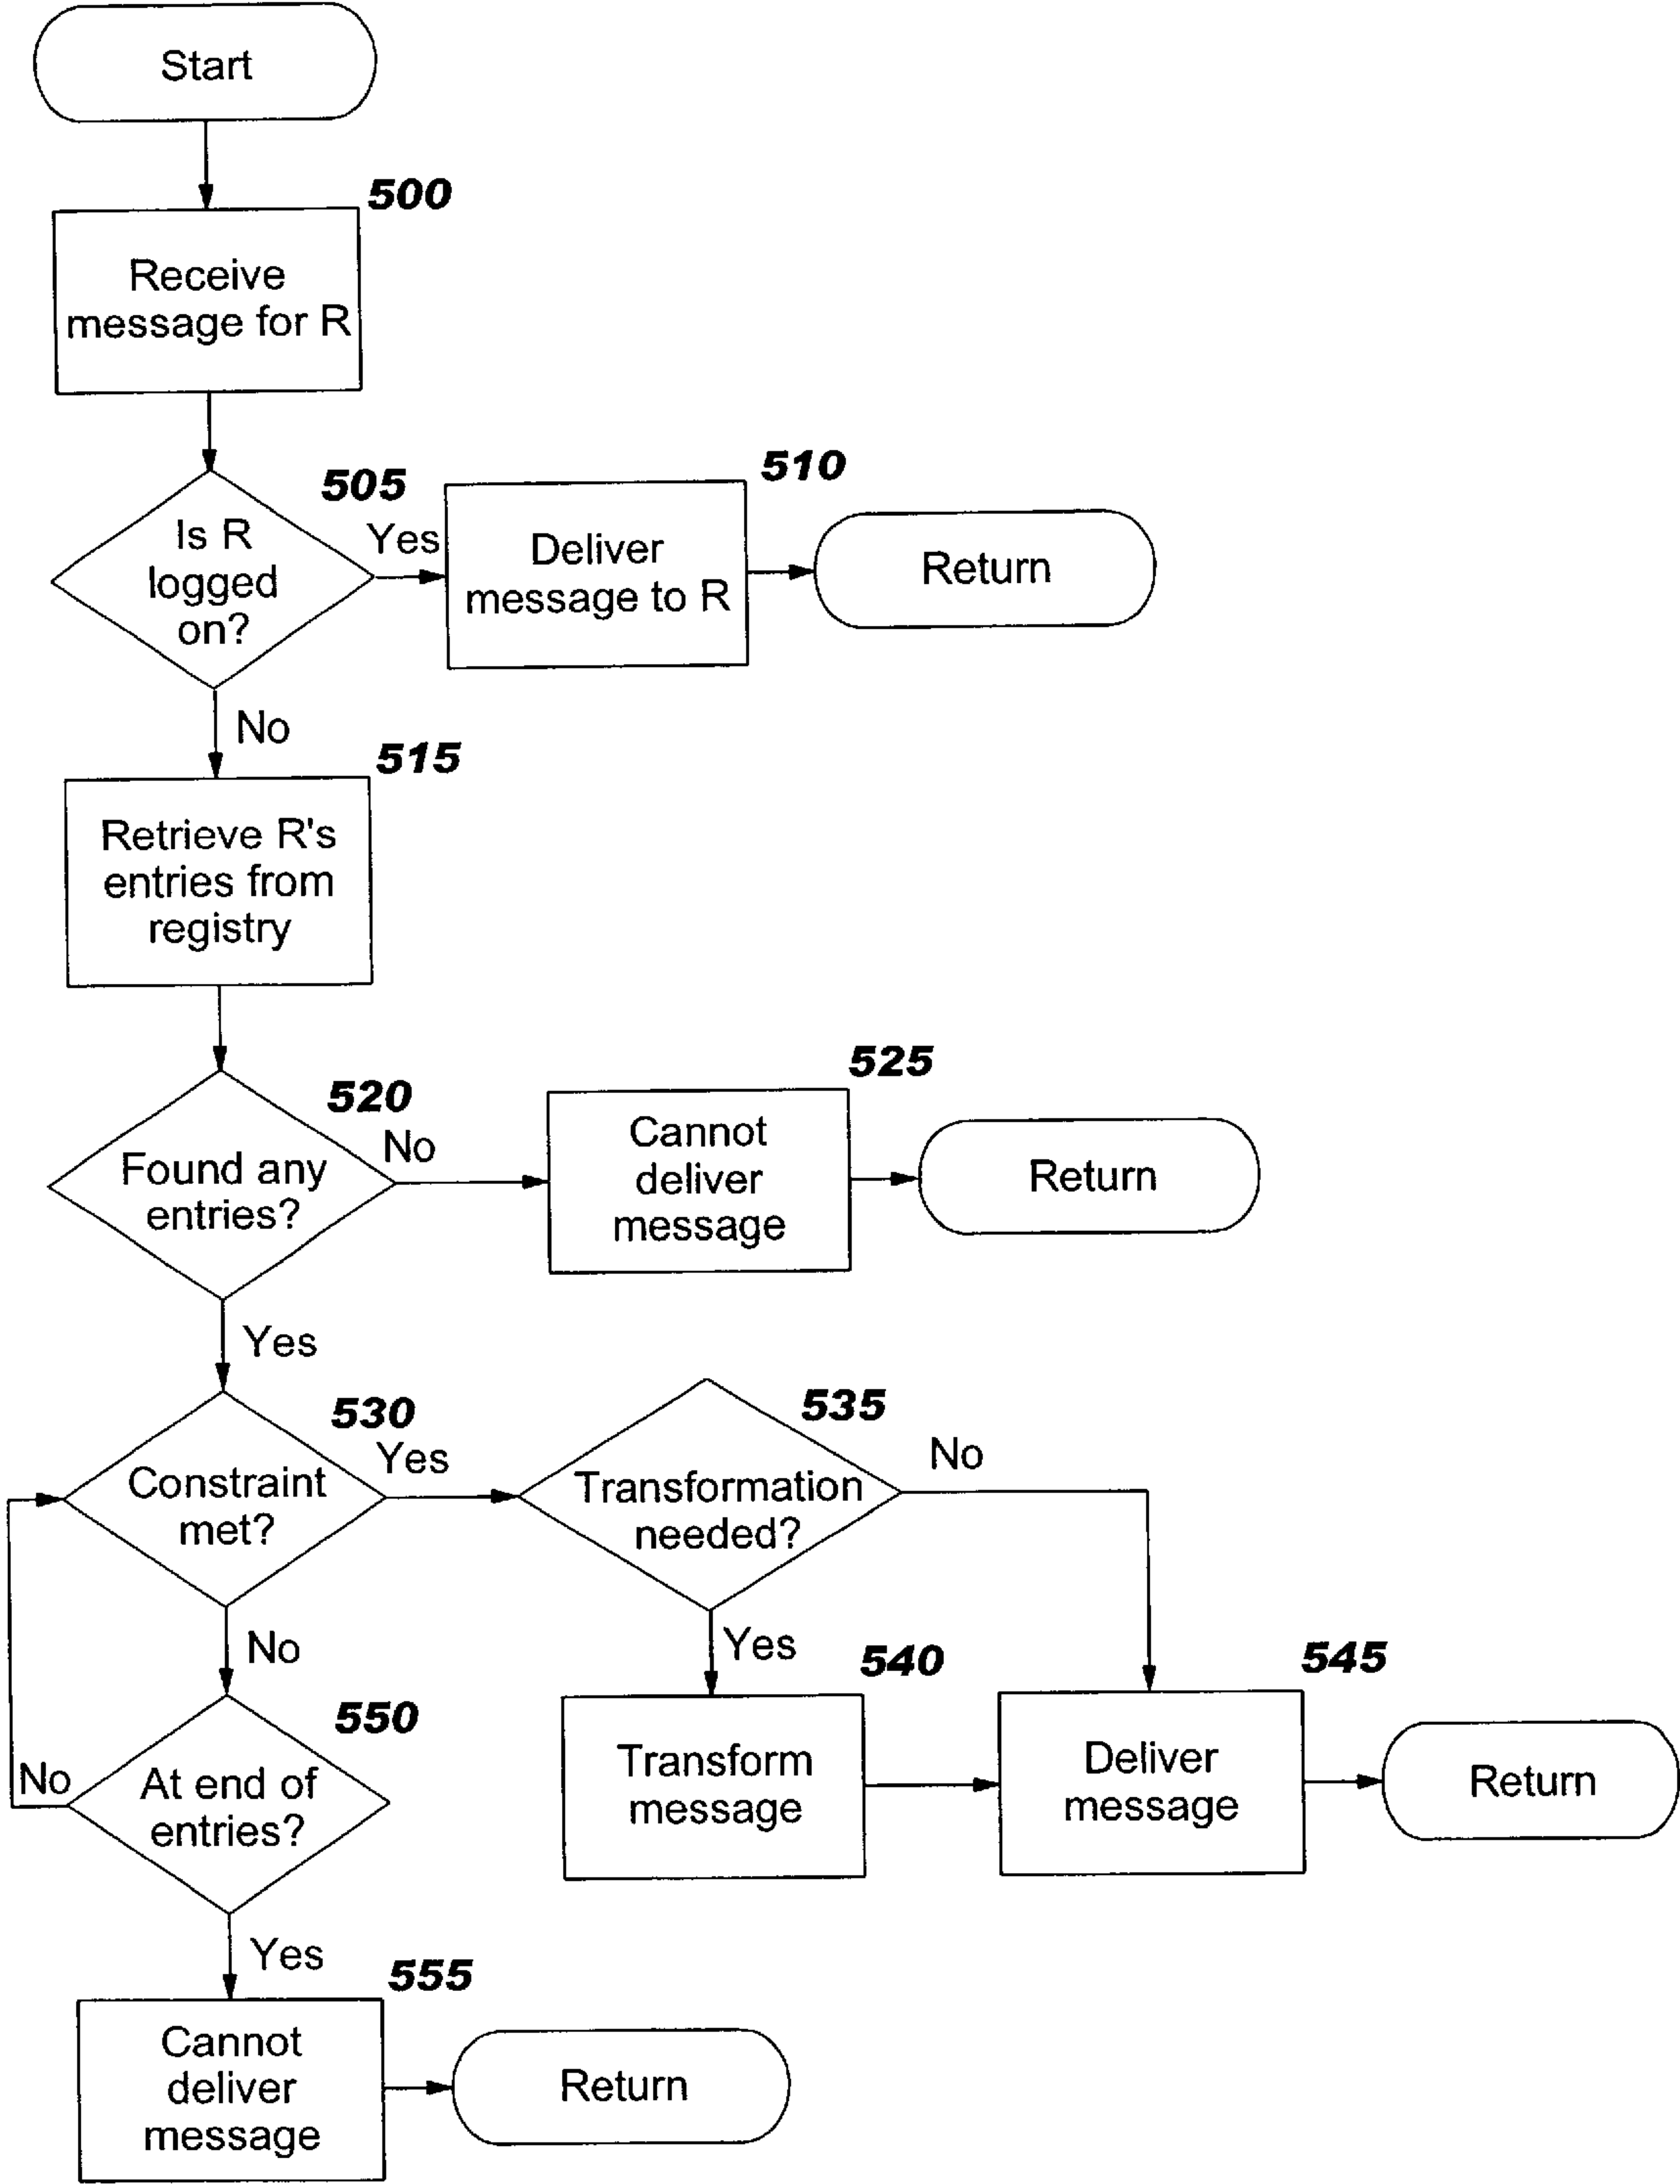 Start
500
Receive
message for R
505
Is R
logged
on?
Yes
510
Deliver
message to R
Return
No
515
Retrieve R's
entries from
registry
520
Found any
entries?
No
525
Cannot
deliver
message
Return
Yes
530
Constraint
met?
Yes
535
Transformation
needed?
No
No
Yes
540
Transform
message
545
Deliver
message
Return
550
At end of
entries?
No
Yes
555
Cannot
deliver
message
Return